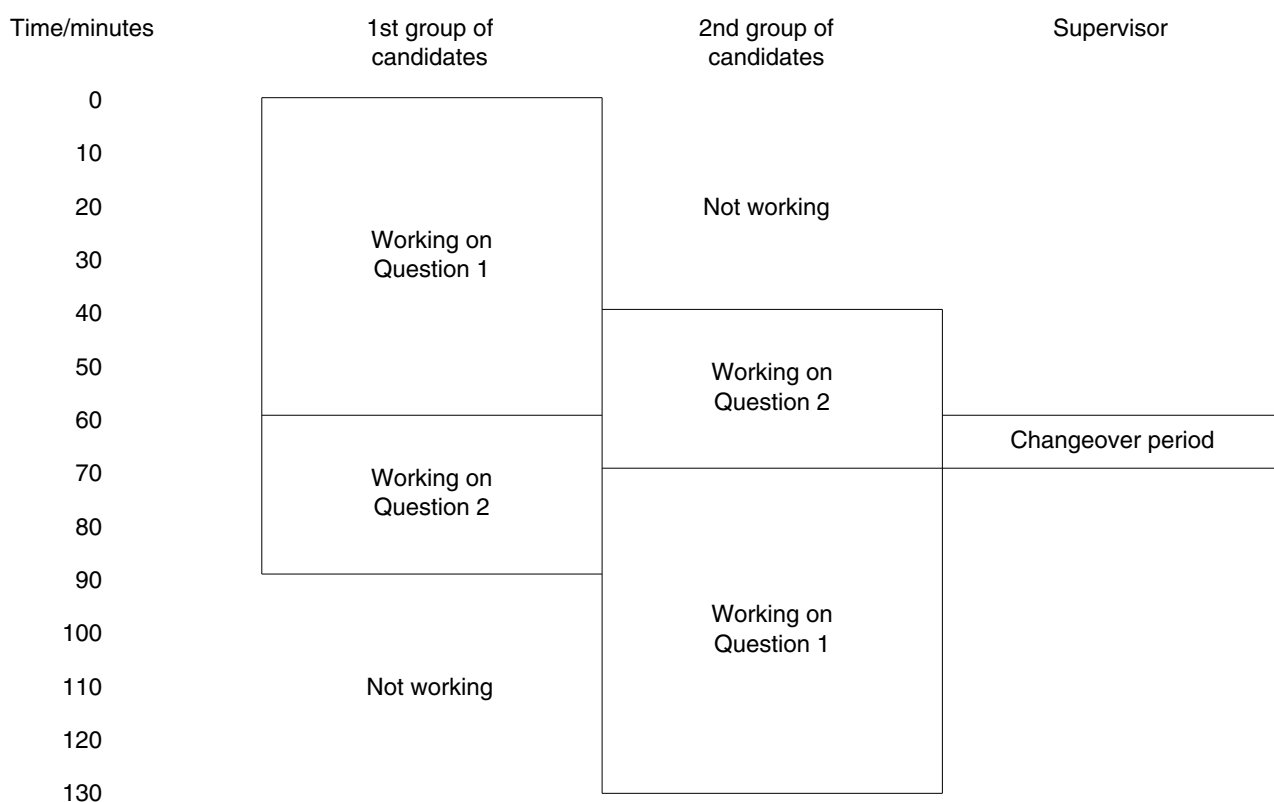 Time/minutes
1st group of
candidates
2nd group of
candidates
Supervisor
0
10
20
Not working
Working on
Question 1
30
40
50
Working on
Question 2
60
Changeover period
70
Working on
Question 2
80
90
100
Working on
Question 1
110
Not working
120
130